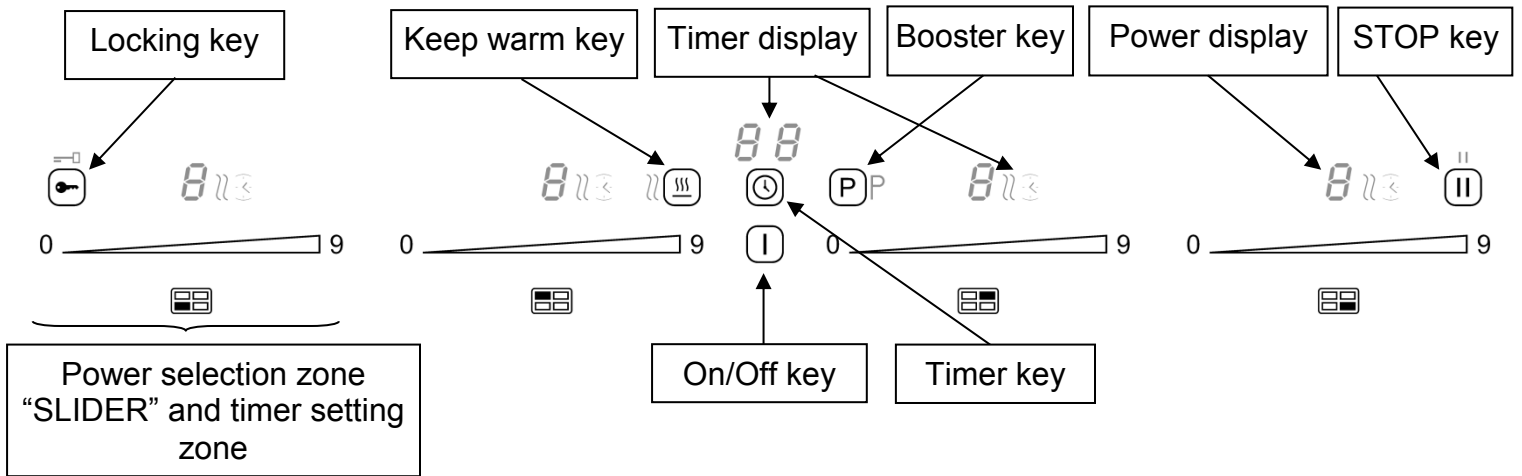 Locking key
Keep warm key
Timer display
Booster key
Power display
STOP key
8 8
8
8
P P
8
8
0 9
0 9
0 9
0 9
Power selection zone
“SLIDER” and timer setting
zone
On/Off key
Timer key